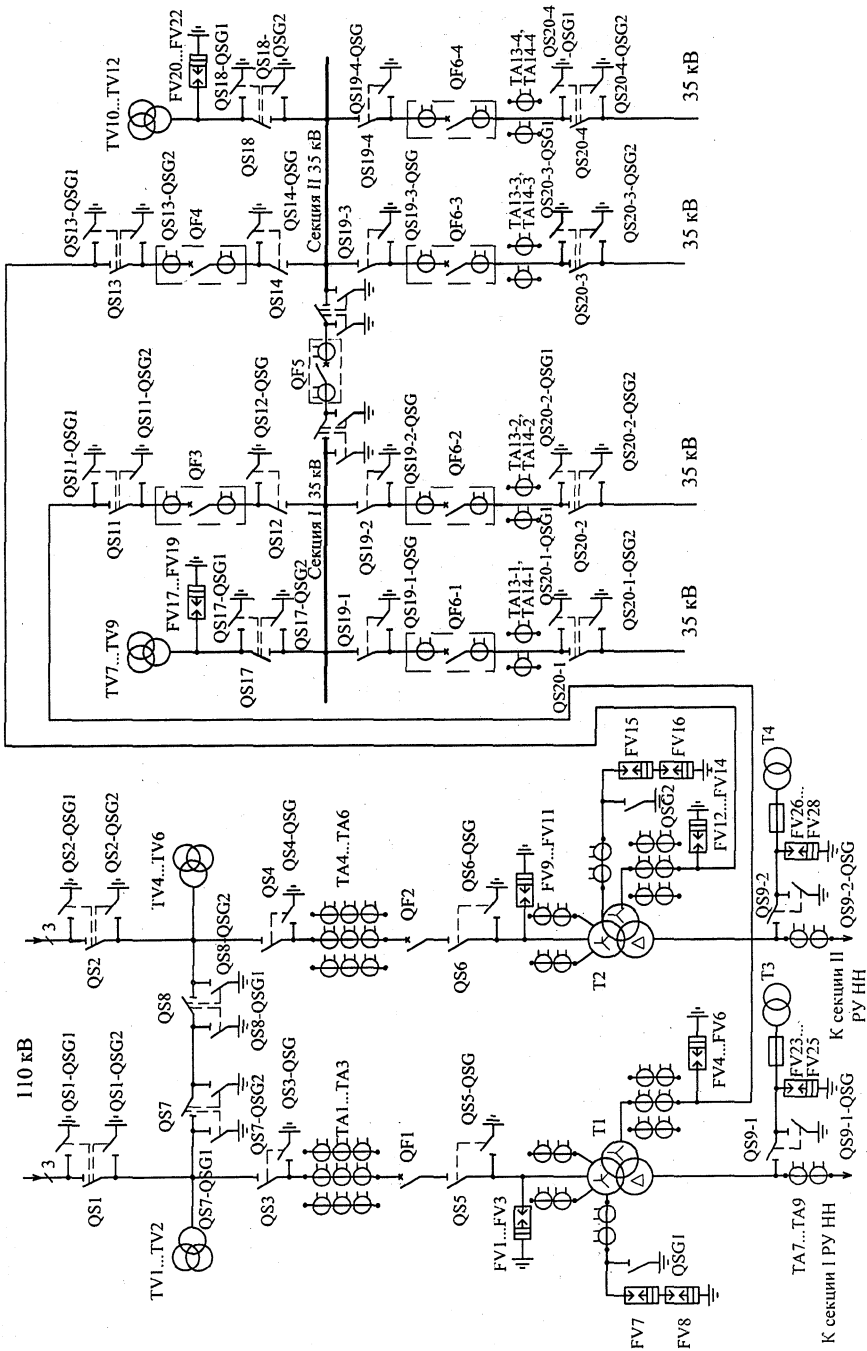 110 кВ
3
QS1-QSG1
QS1
QS1-QSG2
3
QS2-QSG1
QS2
QS2-QSG2
TV1...TV2
QS7-QSG1
QS7
QS7-QSG2
QS8
QS8-QSG1
QS8-QSG2
TV4...TV6
QS3
QS3-QSG
TA1...TA3
QF1
QS5
QS5-QSG
FV1...FV3
T1
QSG1
FV7
FV8
FV4...FV6
QS4
QS4-QSG
TA4...TA6
QF2
QS6
QS6-QSG
FV9...FV11
T2
QSG2
FV15
FV16
FV12...FV14
QS9-1
T3
FV23...
FV25
QS9-1-QSG
TA7...TA9
К секции I РУ НН
QS9-2
T4
FV26...
FV28
QS9-2-QSG
К секции II
РУ НН
TV7...TV9
FV17...FV19
QS17-QSG1
QS17
QS17-QSG2
QS11-QSG1
QS11
QS11-QSG2
QF3
QS12-QSG
QS12
Секция I 35 кВ
QF5
QS13-QSG1
QS13
QS13-QSG2
QF4
QS14-QSG
QS14
Секция II 35 кВ
TV10...TV12
FV20...FV22
QS18-QSG1
QS18-
QSG2
QS18
QS19-1
QS19-1-QSG
QF6-1
TA13-1,
TA14-1
QS20-1-QSG1
QS20-1
QS20-1-QSG2
35 кВ
QS19-2
QS19-2-QSG
QF6-2
TA13-2,
TA14-2
QS20-2-QSG1
QS20-2
QS20-2-QSG2
35 кВ
QS19-3
QS19-3-QSG
QF6-3
TA13-3,
TA14-3
QS20-3-QSG1
QS20-3
QS20-3-QSG2
35 кВ
QS19-4
QS19-4-QSG
QF6-4
TA13-4,
TA14-4
QS20-4
-QSG1
QS20-4
QS20-4-QSG2
35 кВ